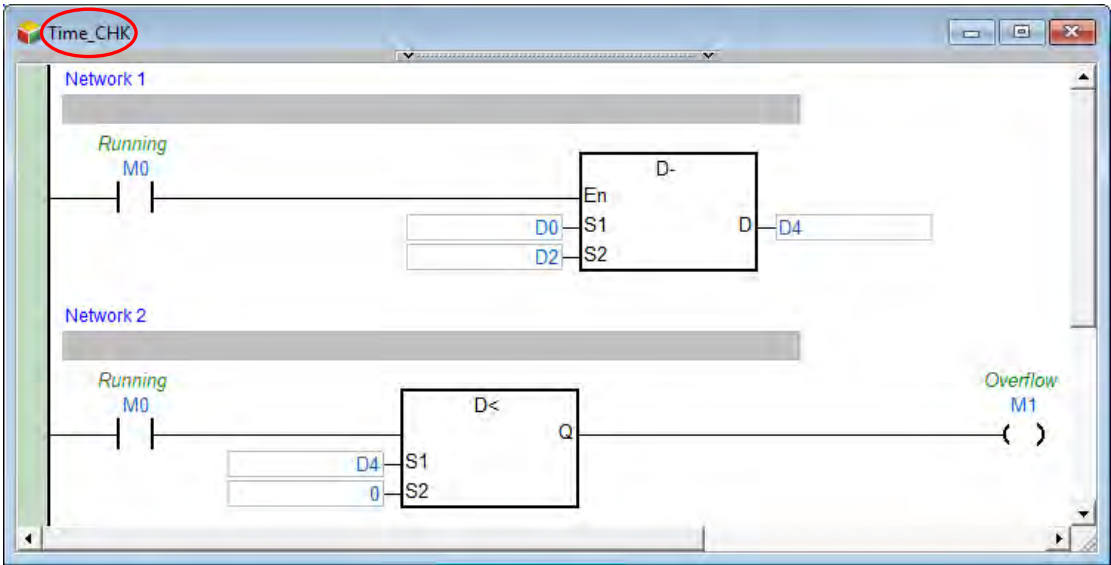 Time_CHK
Network 1
Running
M0
D-
En
D0 S1 D D4
D2 S2
Network 2
Running Overflow
M0 D< M1
Q
D4 S1
0 S2